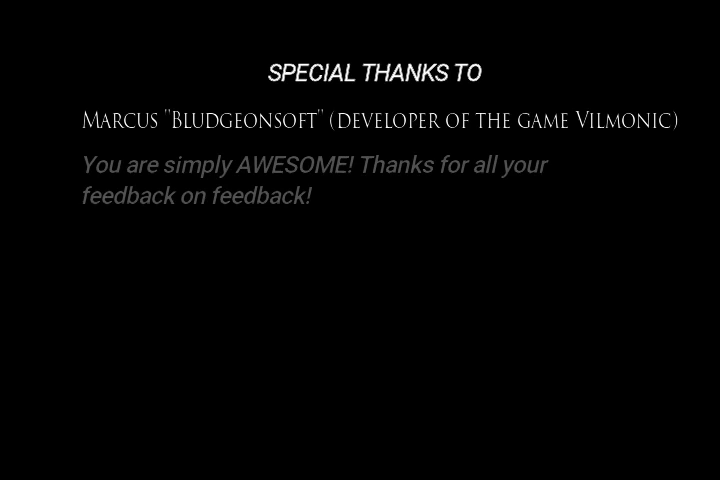 SPECIAL THANKS TO
Marcus "Bludgeonsoft" (developer of the game Vilmonic)
You are simply AWESOME! Thanks for all your
feedback on feedback!